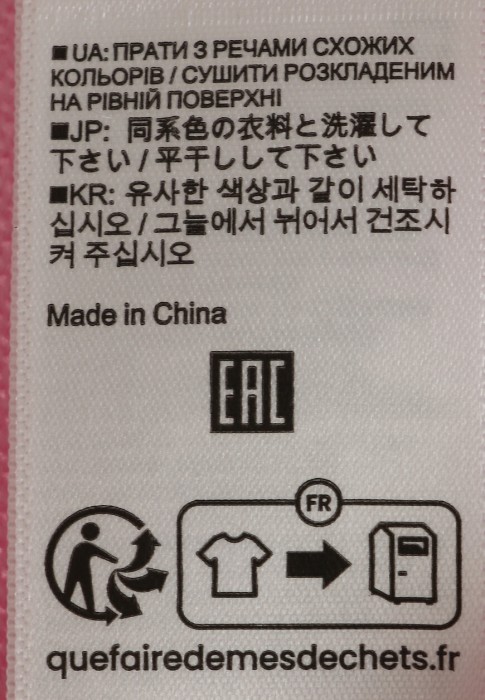 ■ UA: ПРАТИ З РЕЧАМИ СХОЖИХ
КОЛЬОРІВ / СУШИТИ РОЗКЛАДЕНИМ
НА РІВНІЙ ПОВЕРХНІ
■JP: 同系色の衣料と洗濯して
下さい / 平干ししして下さい
■KR: 유사한 색상과 같이 세탁하
십시오 / 그늘에서 뉘어서 건조시
켜 주십시오
Made in China
EAC
FR
quefairedemesdechets.fr